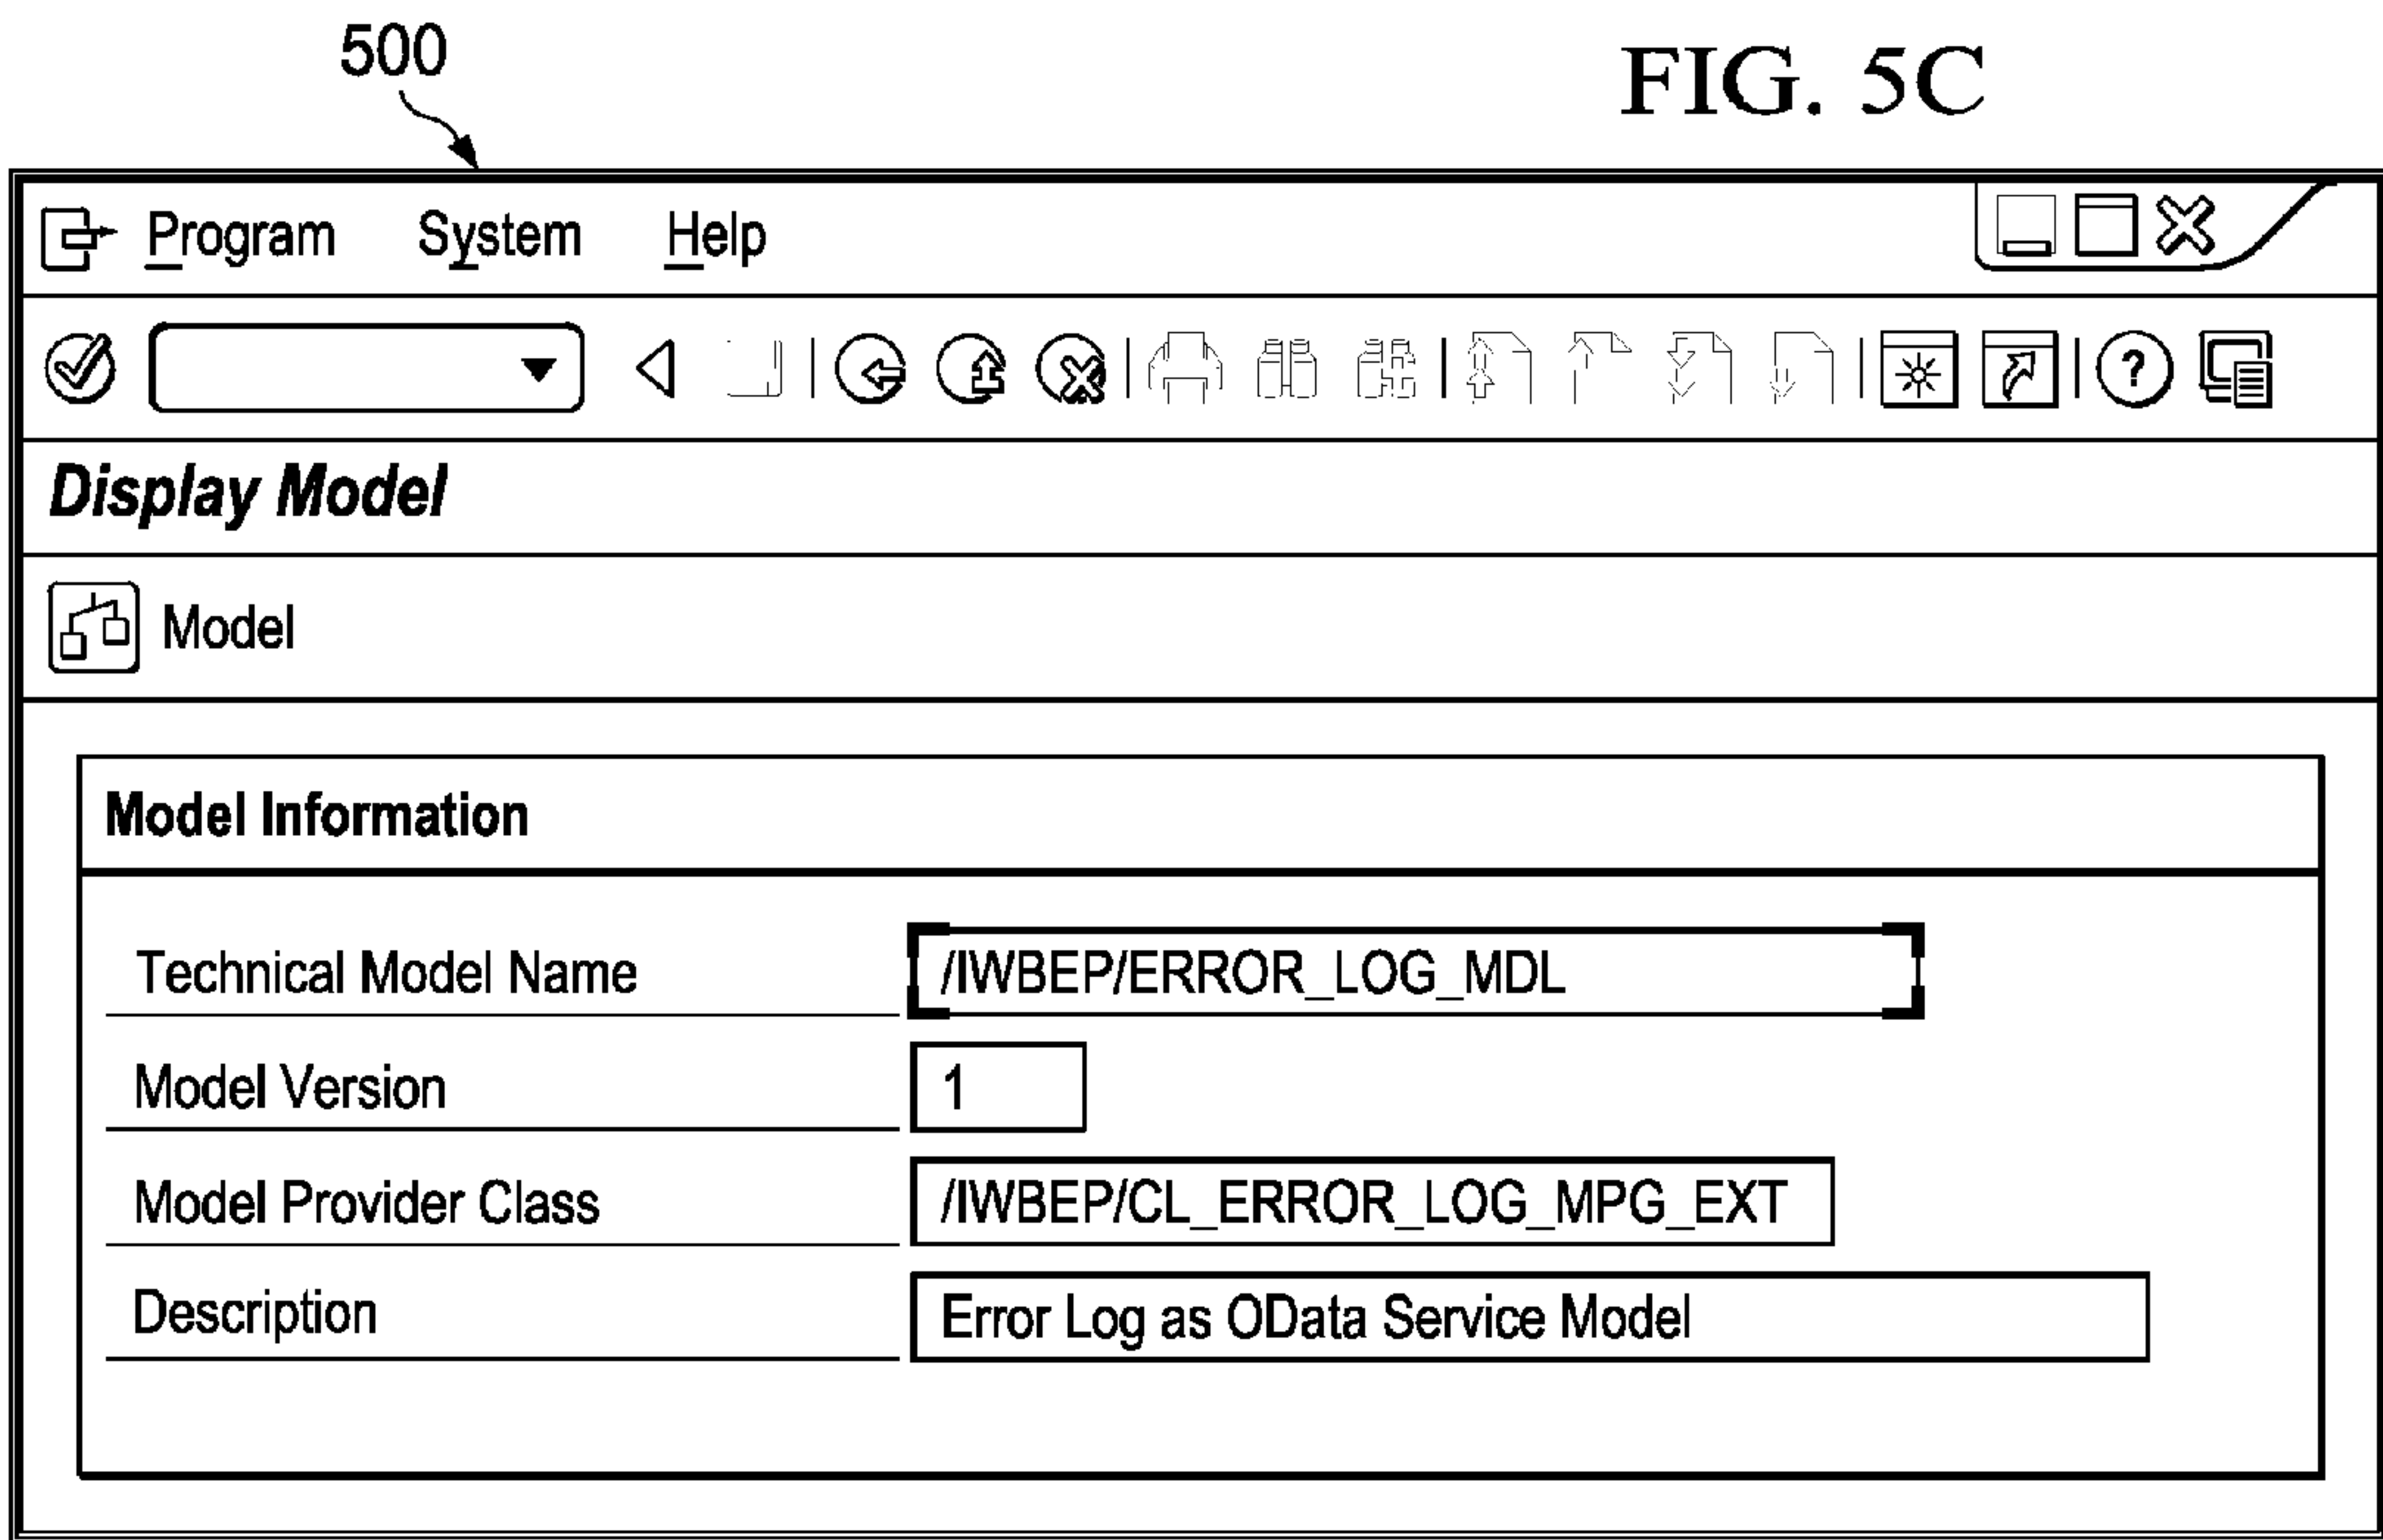 500
FIG. 5C
Program System Help
?
Display Model
Model
Model Information
Technical Model Name /IWBEP/ERROR_LOG_MDL
Model Version 1
Model Provider Class /IWBEP/CL_ERROR_LOG_MPG_EXT
Description Error Log as OData Service Model